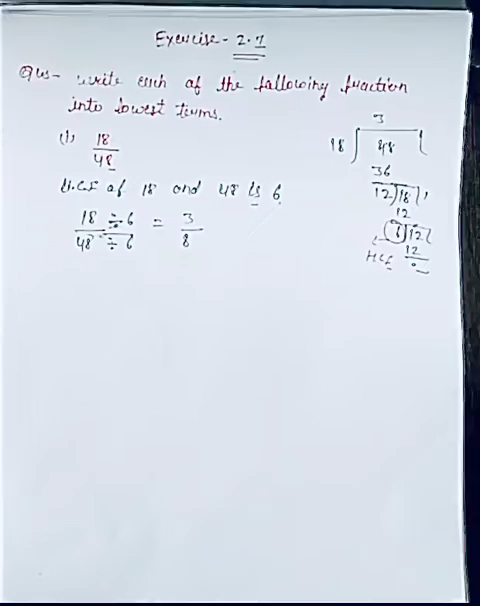 Exercise - 2.7
Qus- write each of the following fraction
into lowest terms.
(i) 18/48
H.C.F of 18 and 48 is 6
18 ÷ 6 / 48 ÷ 6 = 3/8
3
18 ) 48 (
36
12 ) 18 (
12
6 ) 12 (
HCF 12
0